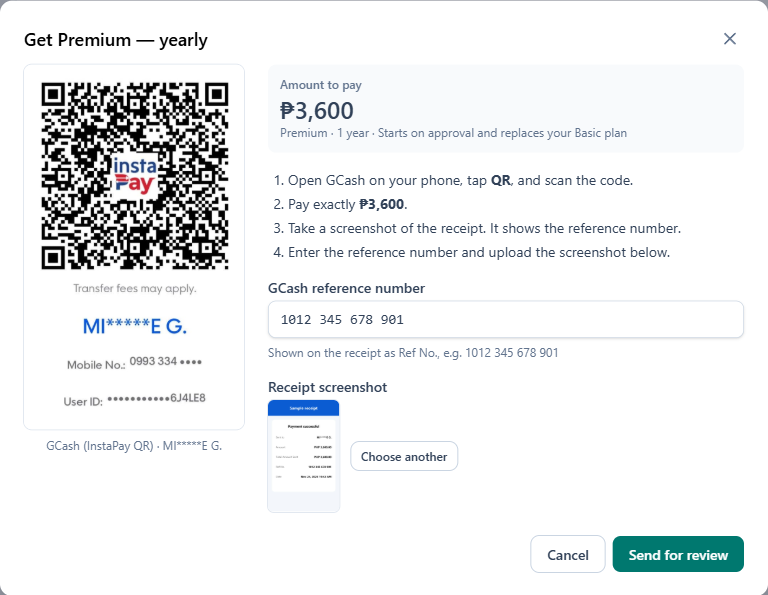 Get Premium — yearly
insta
Pay
Transfer fees may apply.
MI*****E G.
Mobile No.: 0993 334 ••••
User ID: •••••••••••6J4LE8
GCash (InstaPay QR) · MI*****E G.
Amount to pay
₱3,600
Premium · 1 year · Starts on approval and replaces your Basic plan
1. Open GCash on your phone, tap QR, and scan the code.
2. Pay exactly ₱3,600.
3. Take a screenshot of the receipt. It shows the reference number.
4. Enter the reference number and upload the screenshot below.
GCash reference number
1012 345 678 901
Shown on the receipt as Ref No., e.g. 1012 345 678 901
Receipt screenshot
Sample receipt
Payment successful
Choose another
Cancel
Send for review